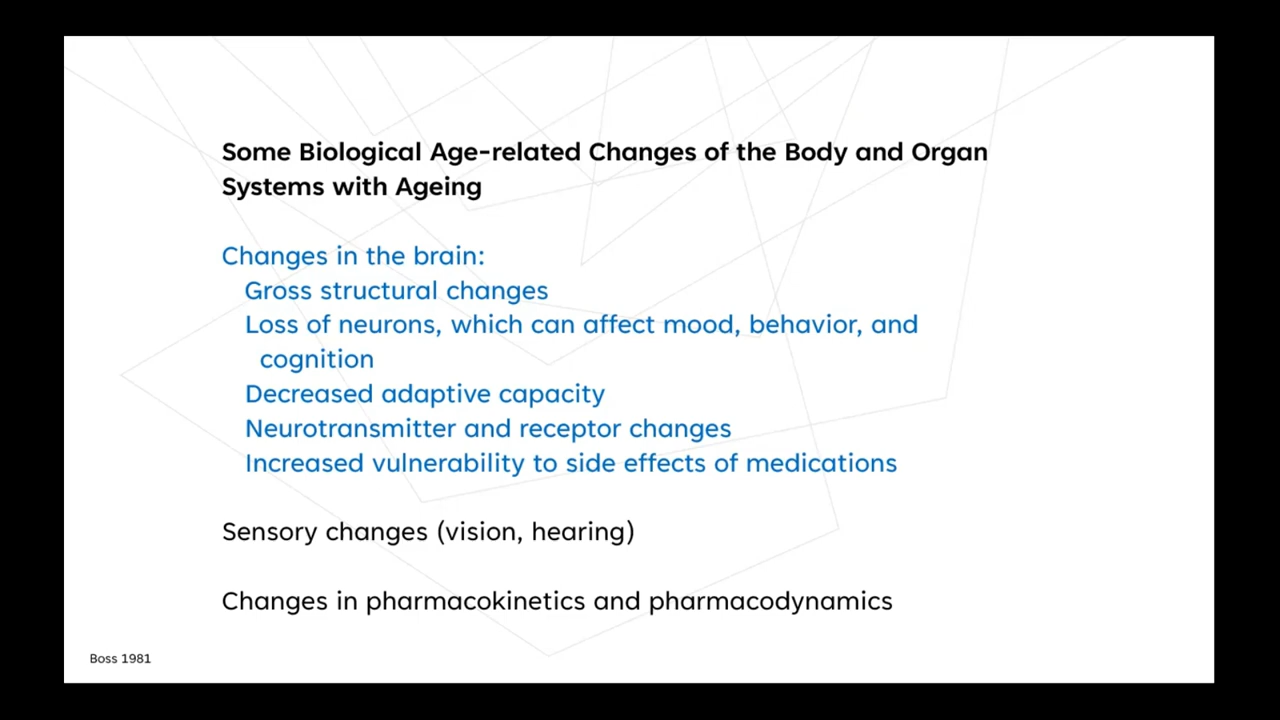 Some Biological Age-related Changes of the Body and Organ
Systems with Ageing
Changes in the brain:
Gross structural changes
Loss of neurons, which can affect mood, behavior, and
cognition
Decreased adaptive capacity
Neurotransmitter and receptor changes
Increased vulnerability to side effects of medications
Sensory changes (vision, hearing)
Changes in pharmacokinetics and pharmacodynamics
Boss 1981